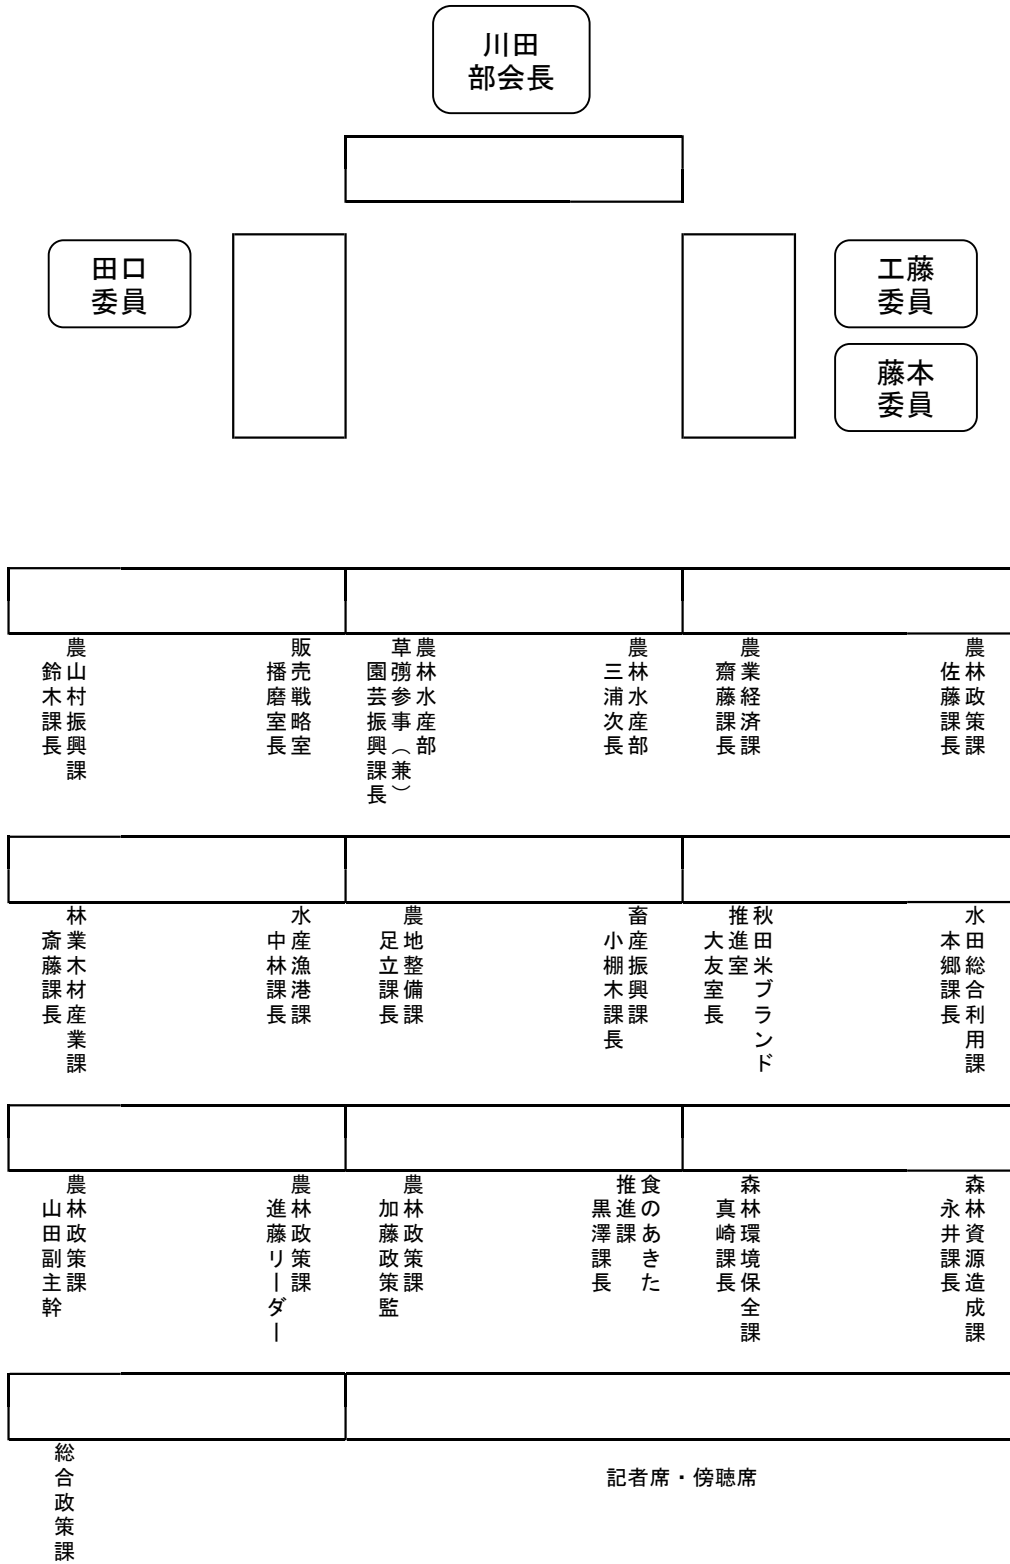 川田
部会長
田口
委員
工藤
委員
藤本
委員
農山村振興課
鈴木課長
販売戦略室
播磨室長
農林水産部
草彅参事(兼)
園芸振興課長
農林水産部
三浦次長
農業経済課
齋藤課長
農林政策課
佐藤課長
林業木材産業課
斎藤課長
水産漁港課
中林課長
農地整備課
足立課長
畜産振興課
小棚木課長
秋田米ブランド
推進室
大友室長
水田総合利用課
本郷課長
農林政策課
山田副主幹
農林政策課
進藤リーダー
農林政策課
加藤政策監
食のあきた
推進課
黒澤課長
森林環境保全課
真崎課長
森林資源造成課
永井課長
総合政策課
記者席・傍聴席